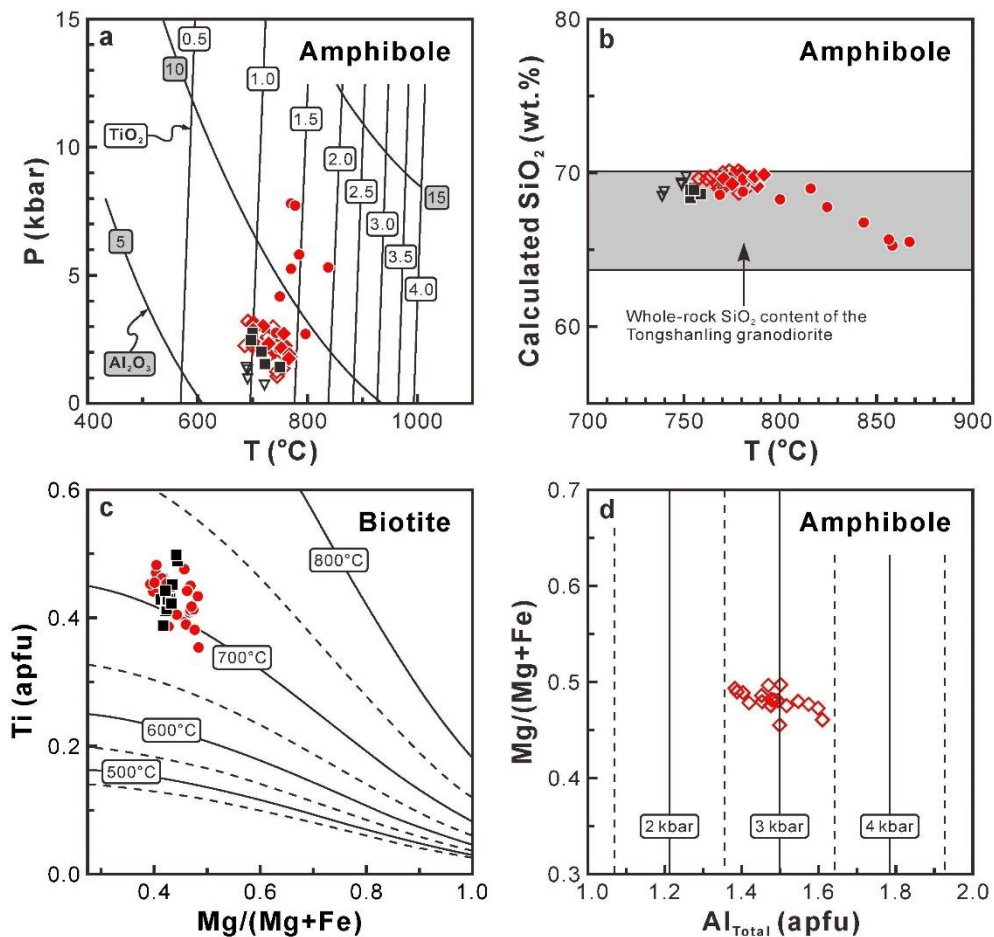 a
Amphibole
P (kbar)
15
10
5
0
0.5
10
1.0
TiO₂
1.5
2.0
15
2.5
3.0
5
3.5
4.0
Al₂O₃
400
600
800
1000
T (°C)
b
Amphibole
Calculated SiO₂ (wt.%)
80
70
60
Whole-rock SiO₂ content of the
Tongshanling granodiorite
700
750
800
850
900
T (°C)
c
Biotite
Ti (apfu)
0.6
0.4
0.2
0.0
800°C
700°C
600°C
500°C
0.4
0.6
0.8
1.0
Mg/(Mg+Fe)
d
Amphibole
Mg/(Mg+Fe)
0.7
0.6
0.5
0.4
0.3
2 kbar
3 kbar
4 kbar
1.0
1.2
1.4
1.6
1.8
2.0
Al_Total (apfu)